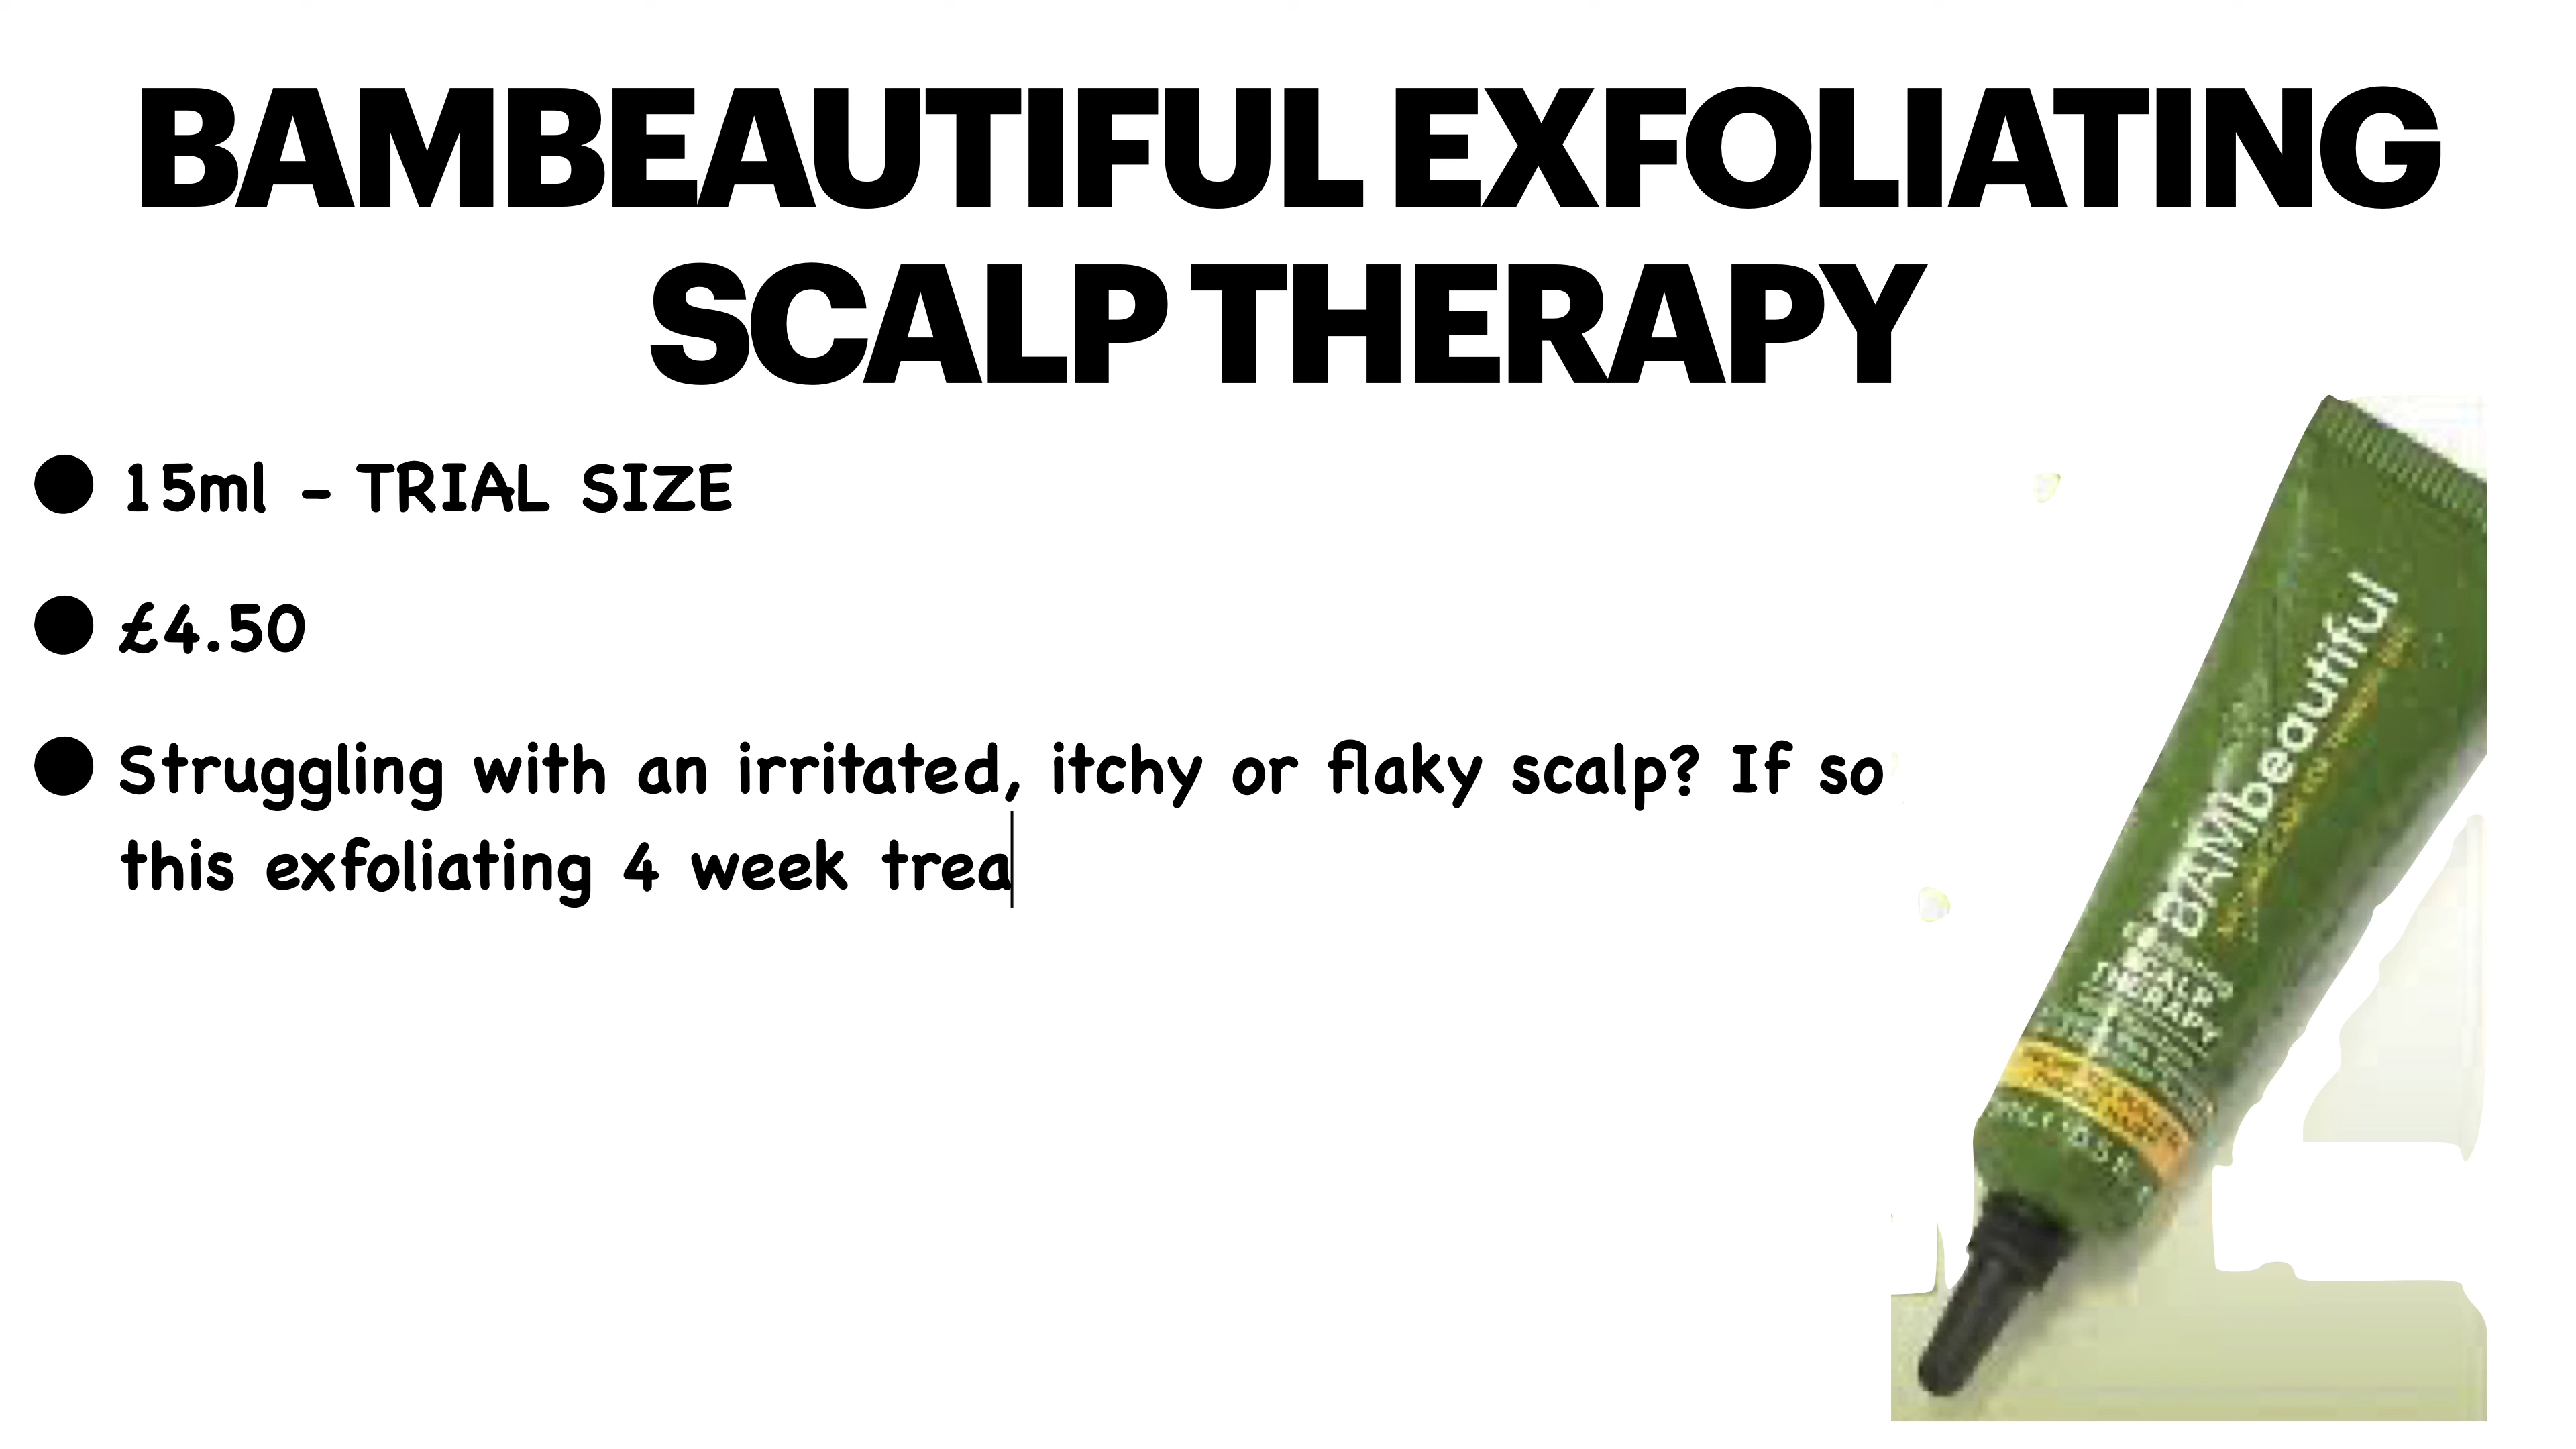 BAMBEAUTIFUL EXFOLIATING
SCALP THERAPY
15ml - TRIAL SIZE
£4.50
Struggling with an irritated, itchy or flaky scalp? If so
this exfoliating 4 week trea
BAMbeautiful
SCALP
THERAPY